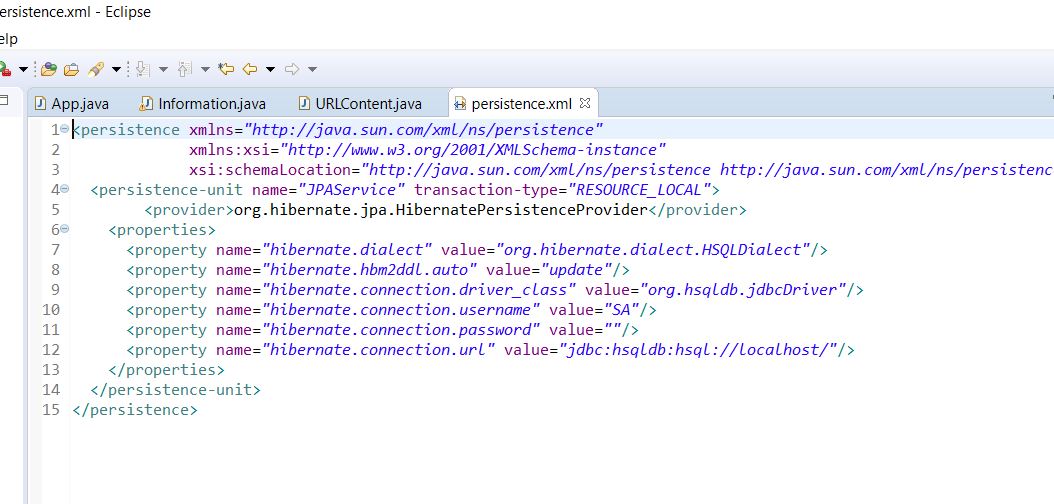 ersistence.xml - Eclipse
elp
App.java Information.java URLContent.java persistence.xml
1 <persistence xmlns="http://java.sun.com/xml/ns/persistence"
2 xmlns:xsi="http://www.w3.org/2001/XMLSchema-instance"
3 xsi:schemaLocation="http://java.sun.com/xml/ns/persistence http://java.sun.com/xml/ns/persistence
4 <persistence-unit name="JPAService" transaction-type="RESOURCE_LOCAL">
5 <provider>org.hibernate.jpa.HibernatePersistenceProvider</provider>
6 <properties>
7 <property name="hibernate.dialect" value="org.hibernate.dialect.HSQLDialect"/>
8 <property name="hibernate.hbm2ddl.auto" value="update"/>
9 <property name="hibernate.connection.driver_class" value="org.hsqldb.jdbcDriver"/>
10 <property name="hibernate.connection.username" value="SA"/>
11 <property name="hibernate.connection.password" value=""/>
12 <property name="hibernate.connection.url" value="jdbc:hsqldb:hsql://localhost/"/>
13 </properties>
14 </persistence-unit>
15 </persistence>